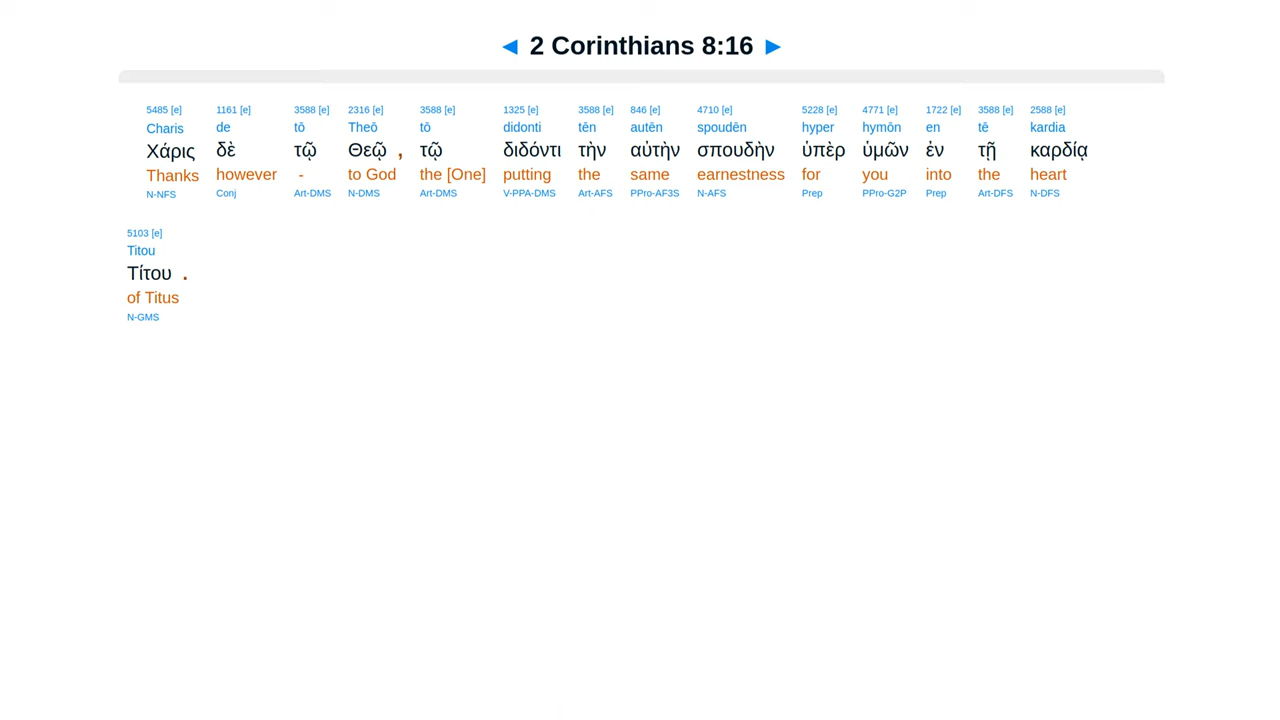 ◄ 2 Corinthians 8:16 ►
5485 [e] 1161 [e] 3588 [e] 2316 [e] 3588 [e] 1325 [e] 3588 [e] 846 [e] 4710 [e] 5228 [e] 4771 [e] 1722 [e] 3588 [e] 2588 [e]
Charis de tō Theō tō didonti tēn autēn spoudēn hyper hymōn en tē kardia
Χάρις δὲ τῷ Θεῷ , τῷ διδόντι τὴν αὐτὴν σπουδὴν ὑπὲρ ὑμῶν ἐν τῇ καρδίᾳ
Thanks however - to God the [One] putting the same earnestness for you into the heart
N-NFS Conj Art-DMS N-DMS Art-DMS V-PPA-DMS Art-AFS PPro-AF3S N-AFS Prep PPro-G2P Prep Art-DFS N-DFS
5103 [e]
Titou
Τίτου .
of Titus
N-GMS